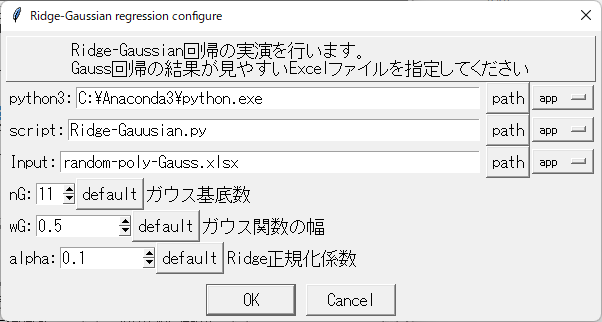 Ridge-Gaussian regression configure
Ridge-Gaussian回帰の実演を行います。
Gauss回帰の結果が見やすいExcelファイルを指定してください
python3: C:¥Anaconda3¥python.exe path app
script: Ridge-Gauusian.py path app
Input: random-poly-Gauss.xlsx path app
nG: 11 default ガウス基底数
wG: 0.5 default ガウス関数の幅
alpha: 0.1 default Ridge正規化係数
OK Cancel